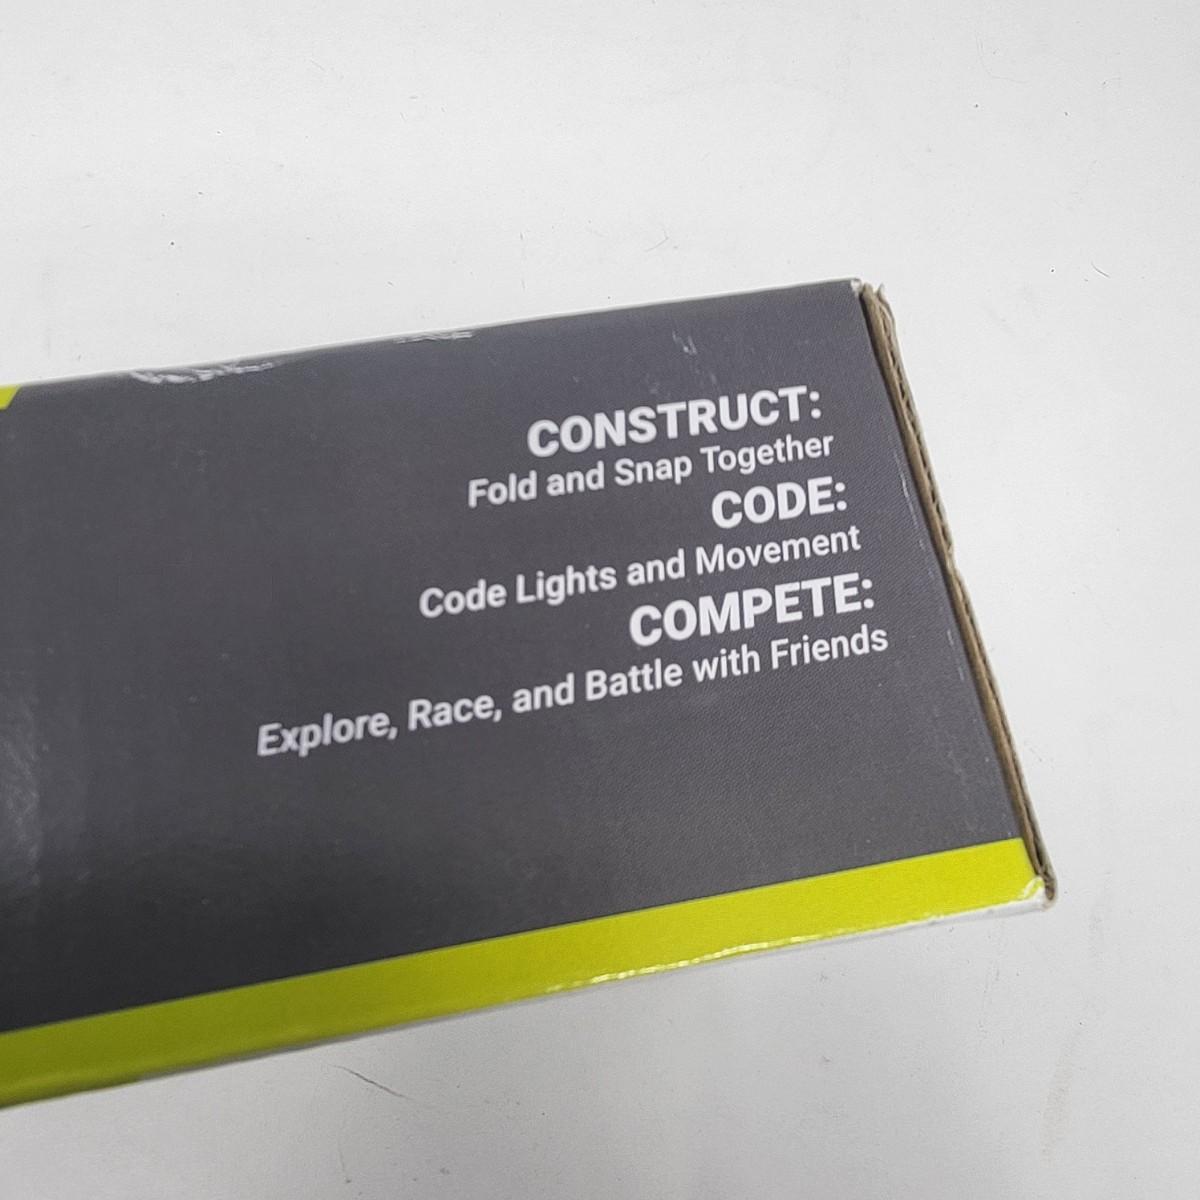 CONSTRUCT:
Fold and Snap Together
CODE:
Code Lights and Movement
COMPETE:
Explore, Race, and Battle with Friends